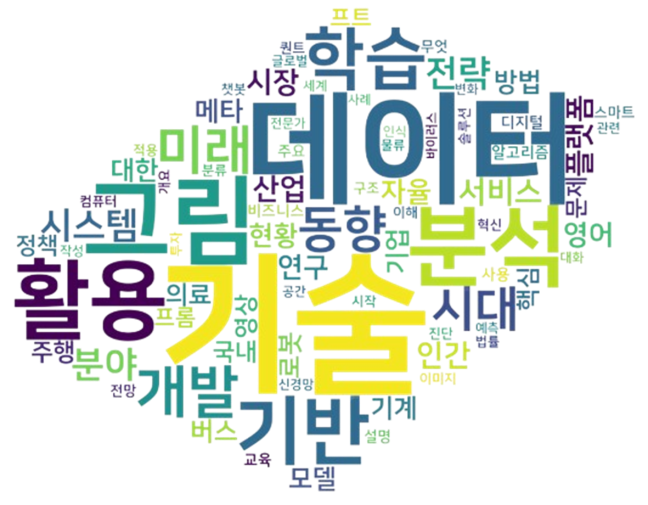 프트
퀀트
학습
무엇
글로벌
시장
전략
방법
챗봇
세계
변화
메타
데이터
사례
플랫폼
스마트
관련
전문가
인식
바이러스
솔루션
디지털
미래
적용
분류
주요
물류
알고리즘
대한
개요
산업
구조
자율
서비스
문제
컴퓨터
그림
비즈니스
동향
이해
분석
혁신
영어
시스템
정책
작성
투자
현황
기업
대화
활용
의료
기술
연구
공간
시작
시대
사용
핵심
프롬
영상
진단
예측
법률
주행
분야
국내
로봇
인간
전망
개발
신경망
이미지
버스
기반
기계
설명
교육
모델